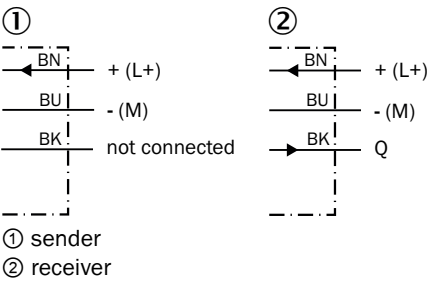 ① ②
BN + (L+) BN + (L+)
BU - (M) BU - (M)
BK not connected BK Q
① sender
② receiver